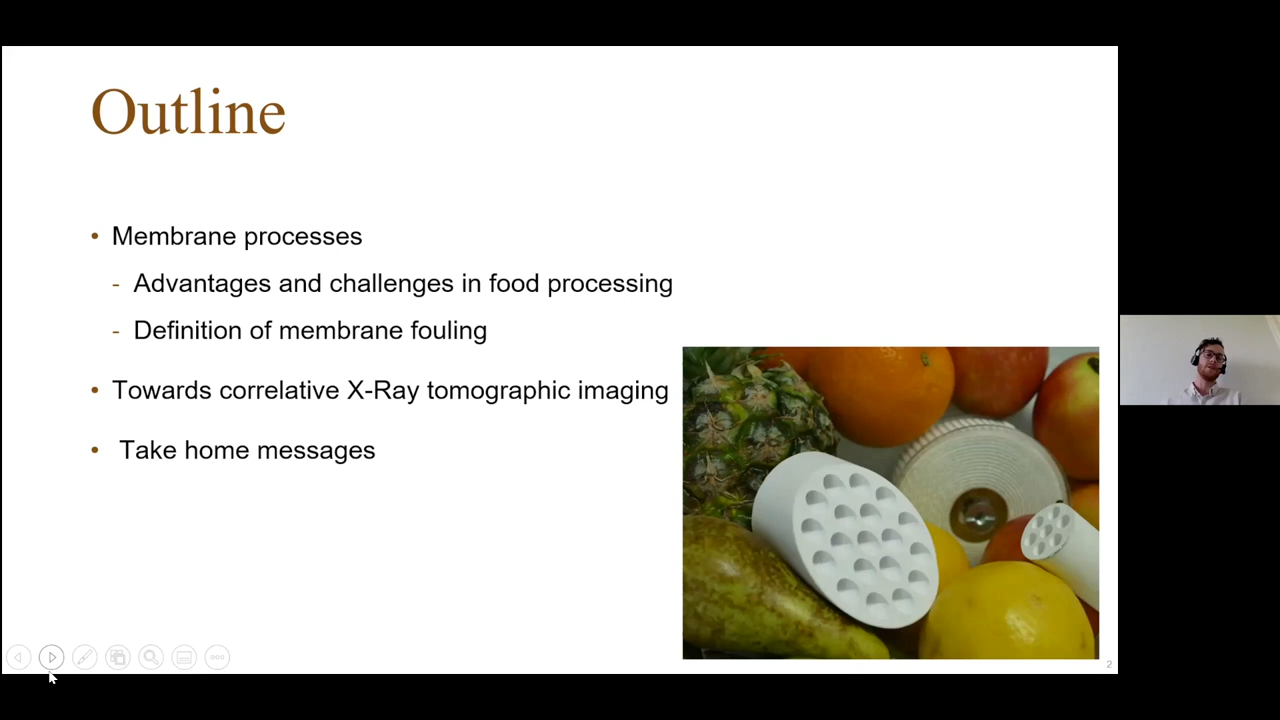 Outline
• Membrane processes
- Advantages and challenges in food processing
- Definition of membrane fouling
• Towards correlative X-Ray tomographic imaging
• Take home messages
2